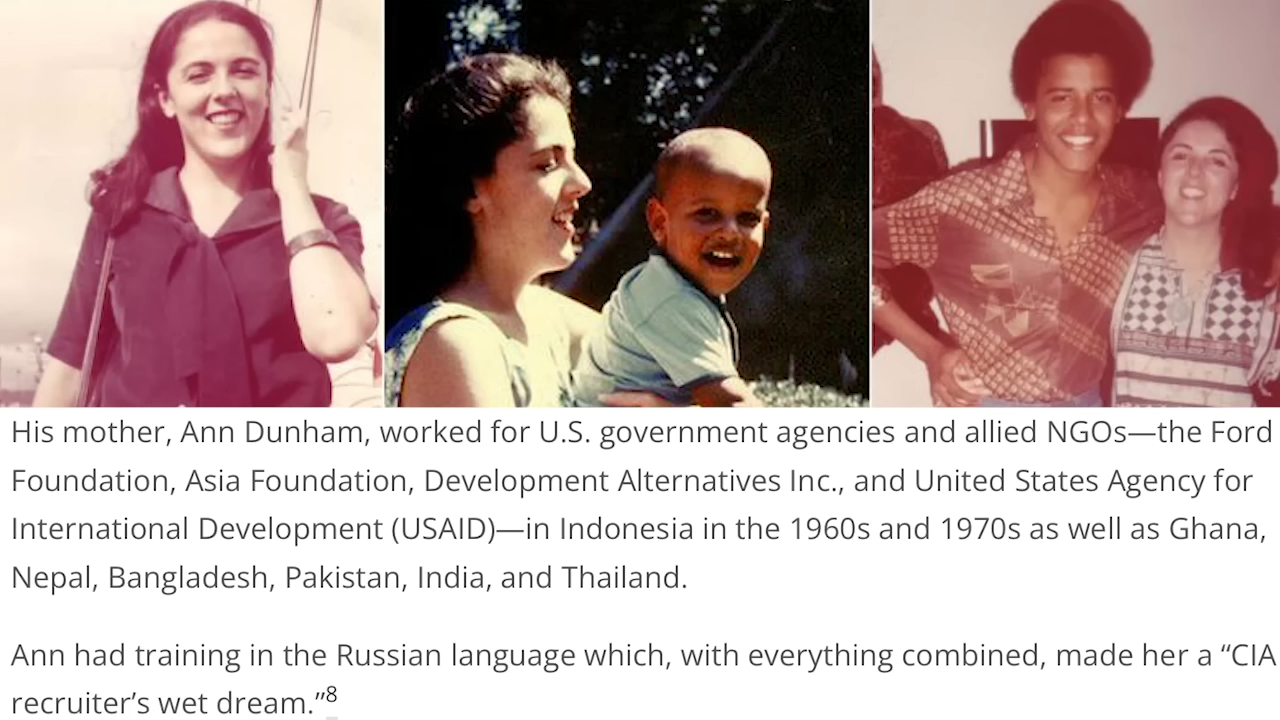 His mother, Ann Dunham, worked for U.S. government agencies and allied NGOs—the Ford
Foundation, Asia Foundation, Development Alternatives Inc., and United States Agency for
International Development (USAID)—in Indonesia in the 1960s and 1970s as well as Ghana,
Nepal, Bangladesh, Pakistan, India, and Thailand.
Ann had training in the Russian language which, with everything combined, made her a “CIA
recruiter’s wet dream.”8